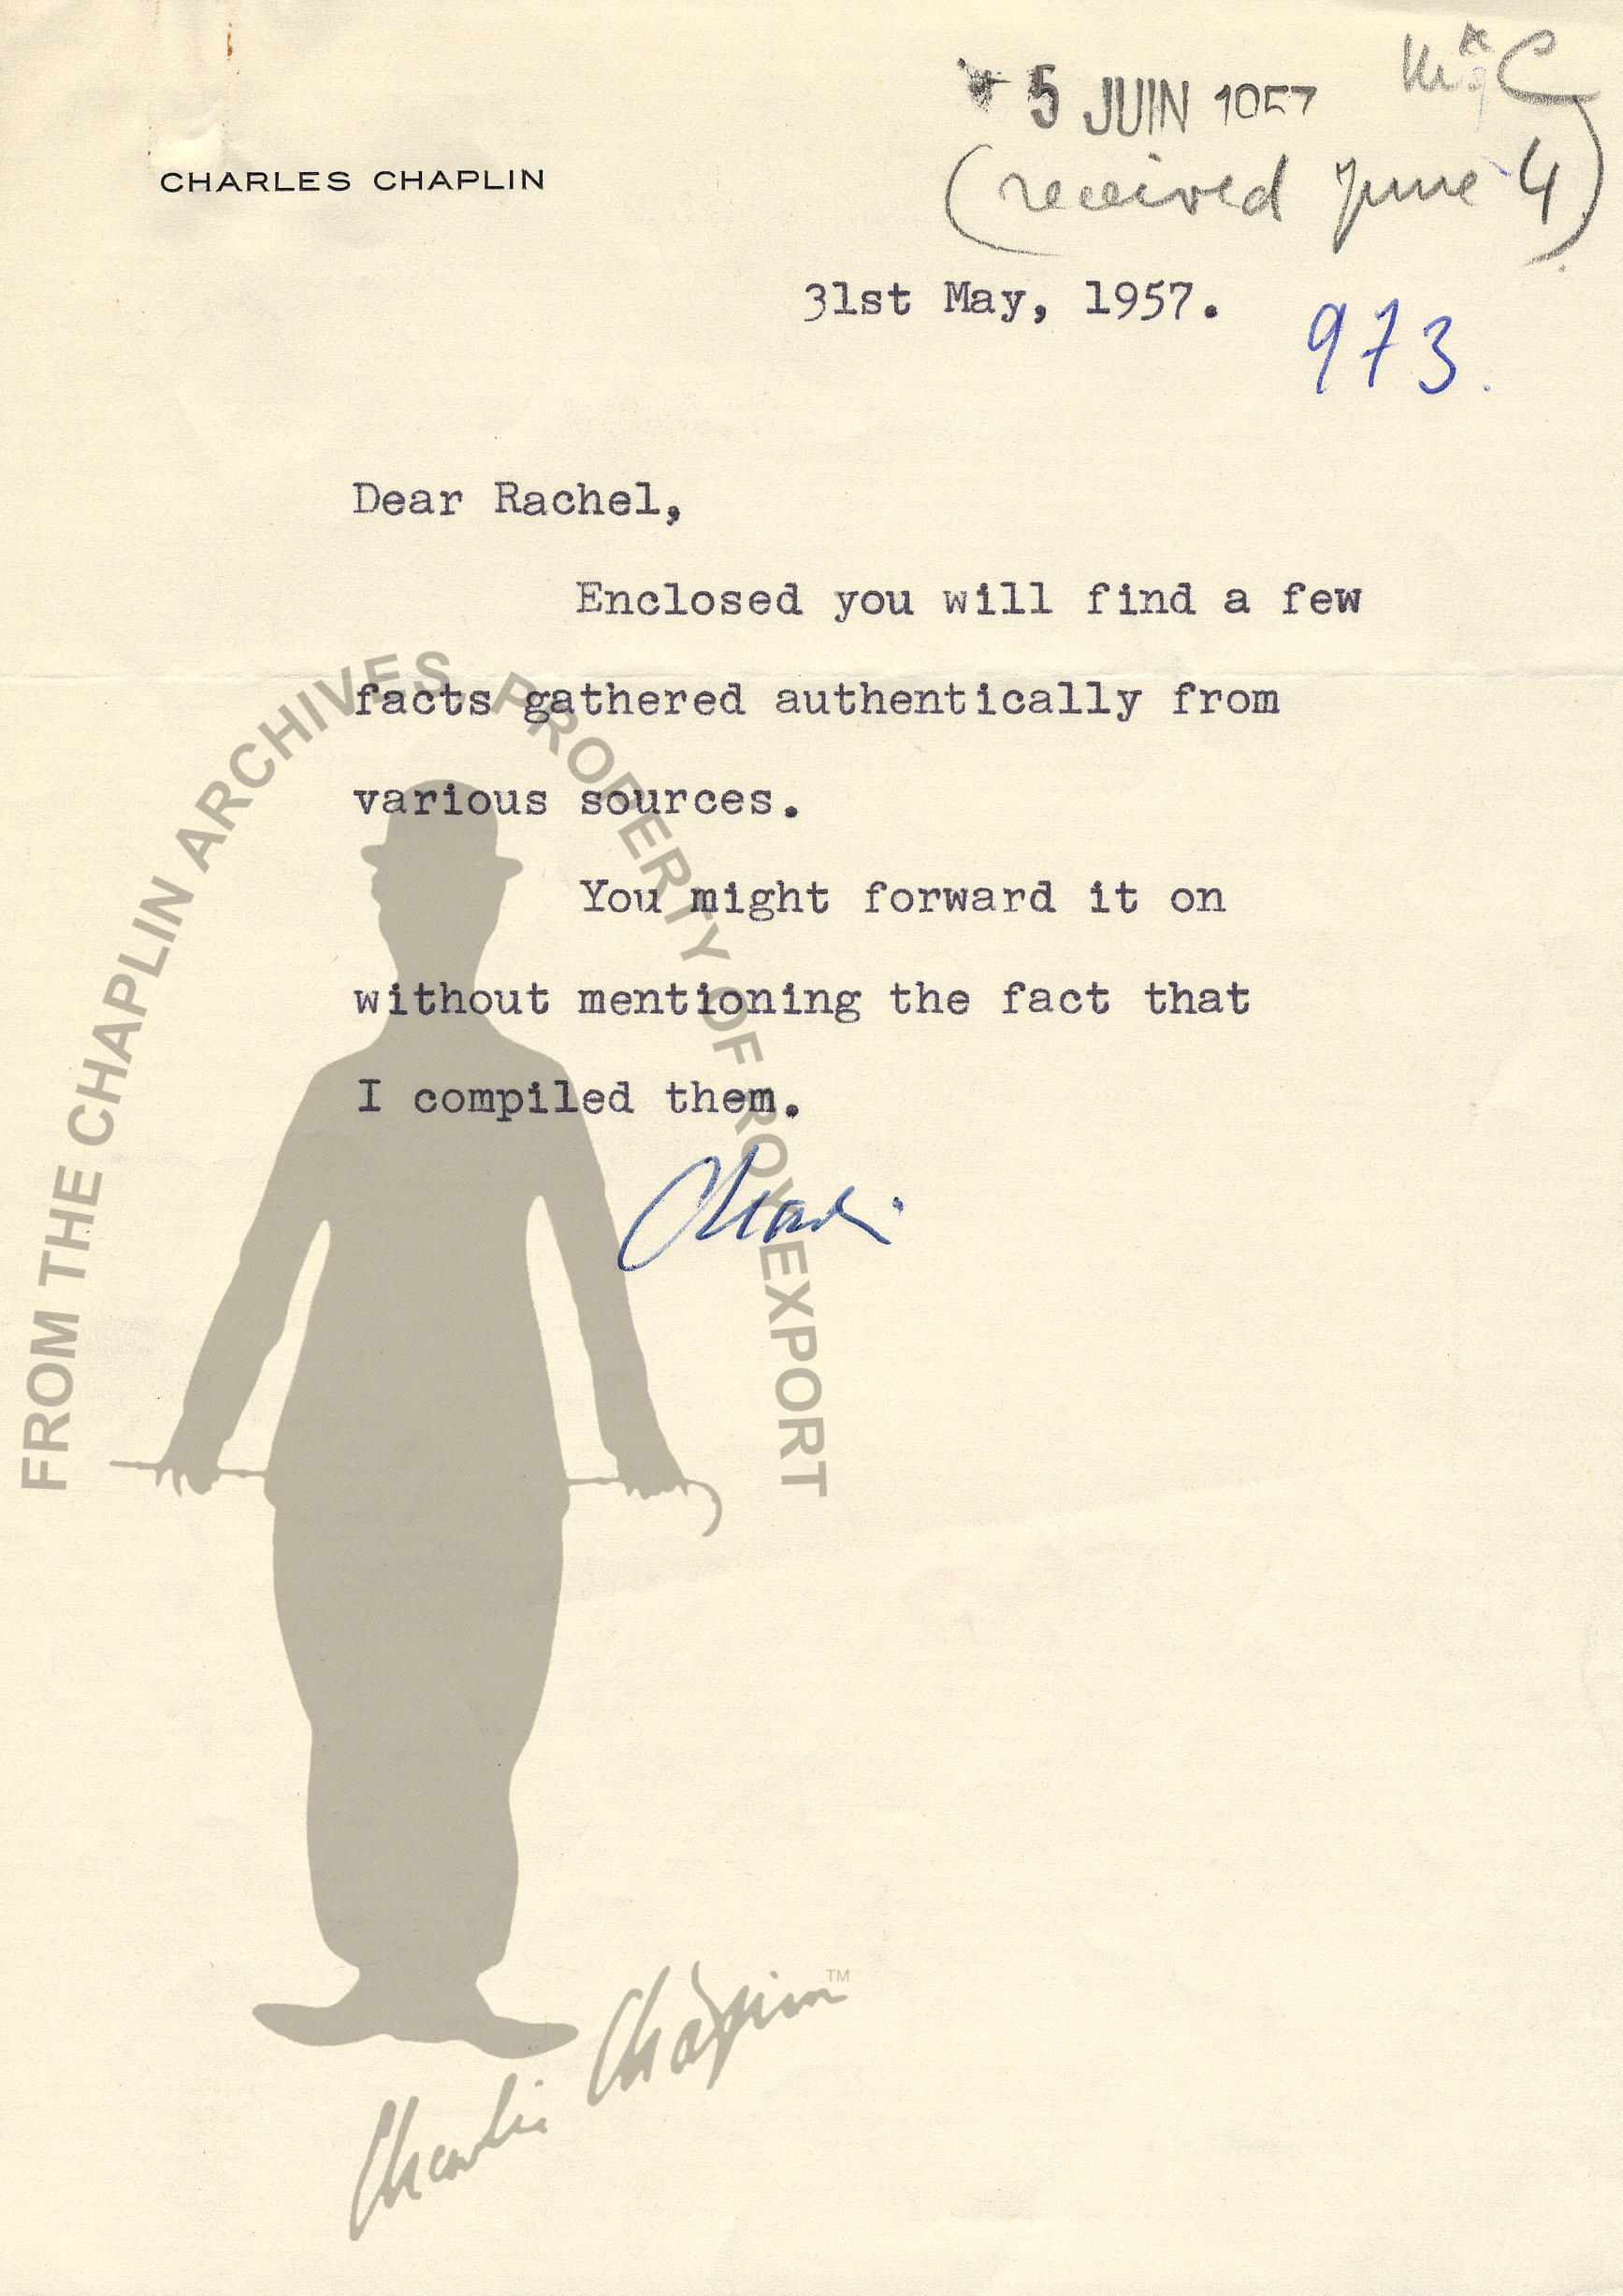 5 JUIN 1957
CHARLES CHAPLIN
(received June 4)
31st May, 1957.
973.
Dear Rachel,
Enclosed you will find a few
facts gathered authentically from
various sources.
You might forward it on
without mentioning the fact that
I compiled them.
Charlie
FROM THE CHAPLIN ARCHIVES, PROPERTY OF ROY EXPORT
Charlie Chaplin™